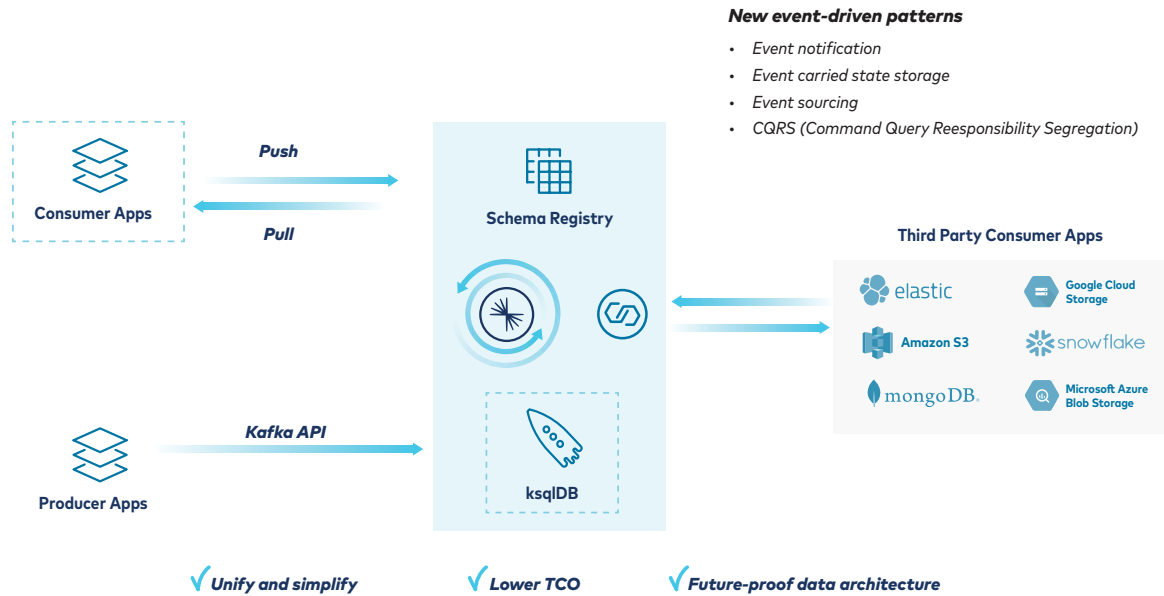 New event-driven patterns
• Event notification
• Event carried state storage
• Event sourcing
• CQRS (Command Query Reesponsibility Segregation)
Consumer Apps
Push
Pull
Schema Registry
Third Party Consumer Apps
elastic
Google Cloud
Storage
Amazon S3
snowflake
mongoDB®
Microsoft Azure
Blob Storage
Kafka API
Producer Apps
ksqlDB
Unify and simplify
Lower TCO
Future-proof data architecture